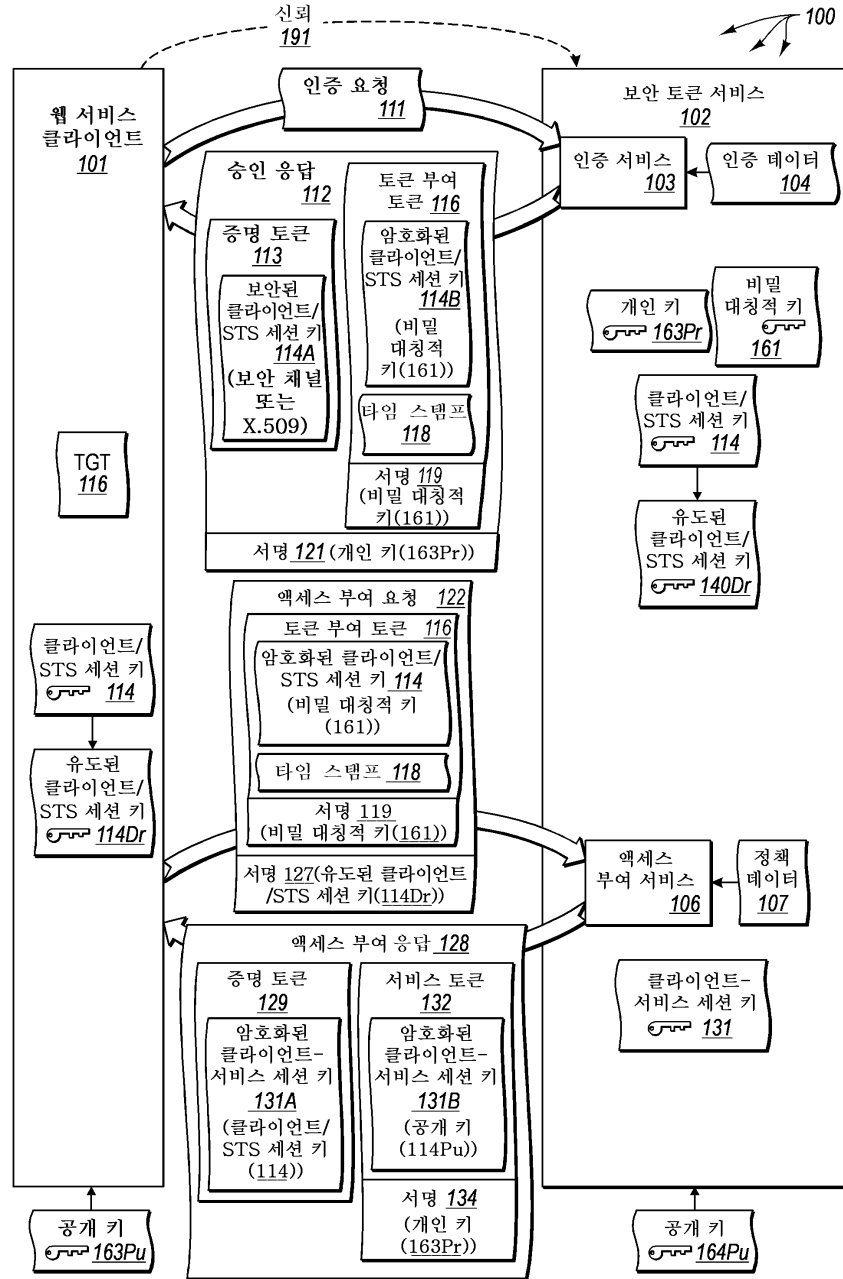 100
신뢰
191
웹 서비스
클라이언트
101
인증 요청
111
보안 토큰 서비스
102
인증 서비스
103
인증 데이터
104
승인 응답
112
증명 토큰
113
보안된
클라이언트/
STS 세션 키
114A
(보안 채널
또는
X.509)
토큰 부여
토큰 116
암호화된
클라이언트/
STS 세션 키
114B
(비밀
대칭적
키(161))
타임 스탬프
118
서명 119
(비밀 대칭적
키(161))
서명 121 (개인 키(163Pr))
개인 키
163Pr
비밀
대칭적 키
161
클라이언트/
STS 세션 키
114
유도된
클라이언트/
STS 세션 키
140Dr
TGT
116
클라이언트/
STS 세션 키
114
유도된
클라이언트/
STS 세션 키
114Dr
액세스 부여 요청 122
토큰 부여 토큰 116
암호화된 클라이언트/
STS 세션 키 114
(비밀 대칭적 키
(161))
타임 스탬프 118
서명 119
(비밀 대칭적 키(161))
서명 127(유도된 클라이언트
/STS 세션 키(114Dr))
액세스
부여 서비스
106
정책
데이터
107
액세스 부여 응답 128
증명 토큰
129
암호화된
클라이언트-
서비스 세션 키
131A
(클라이언트/
STS 세션 키
(114))
서비스 토큰
132
암호화된
클라이언트-
서비스 세션 키
131B
(공개 키
(114Pu))
서명 134
(개인 키
(163Pr))
클라이언트-
서비스 세션 키
131
공개 키
163Pu
공개 키
164Pu